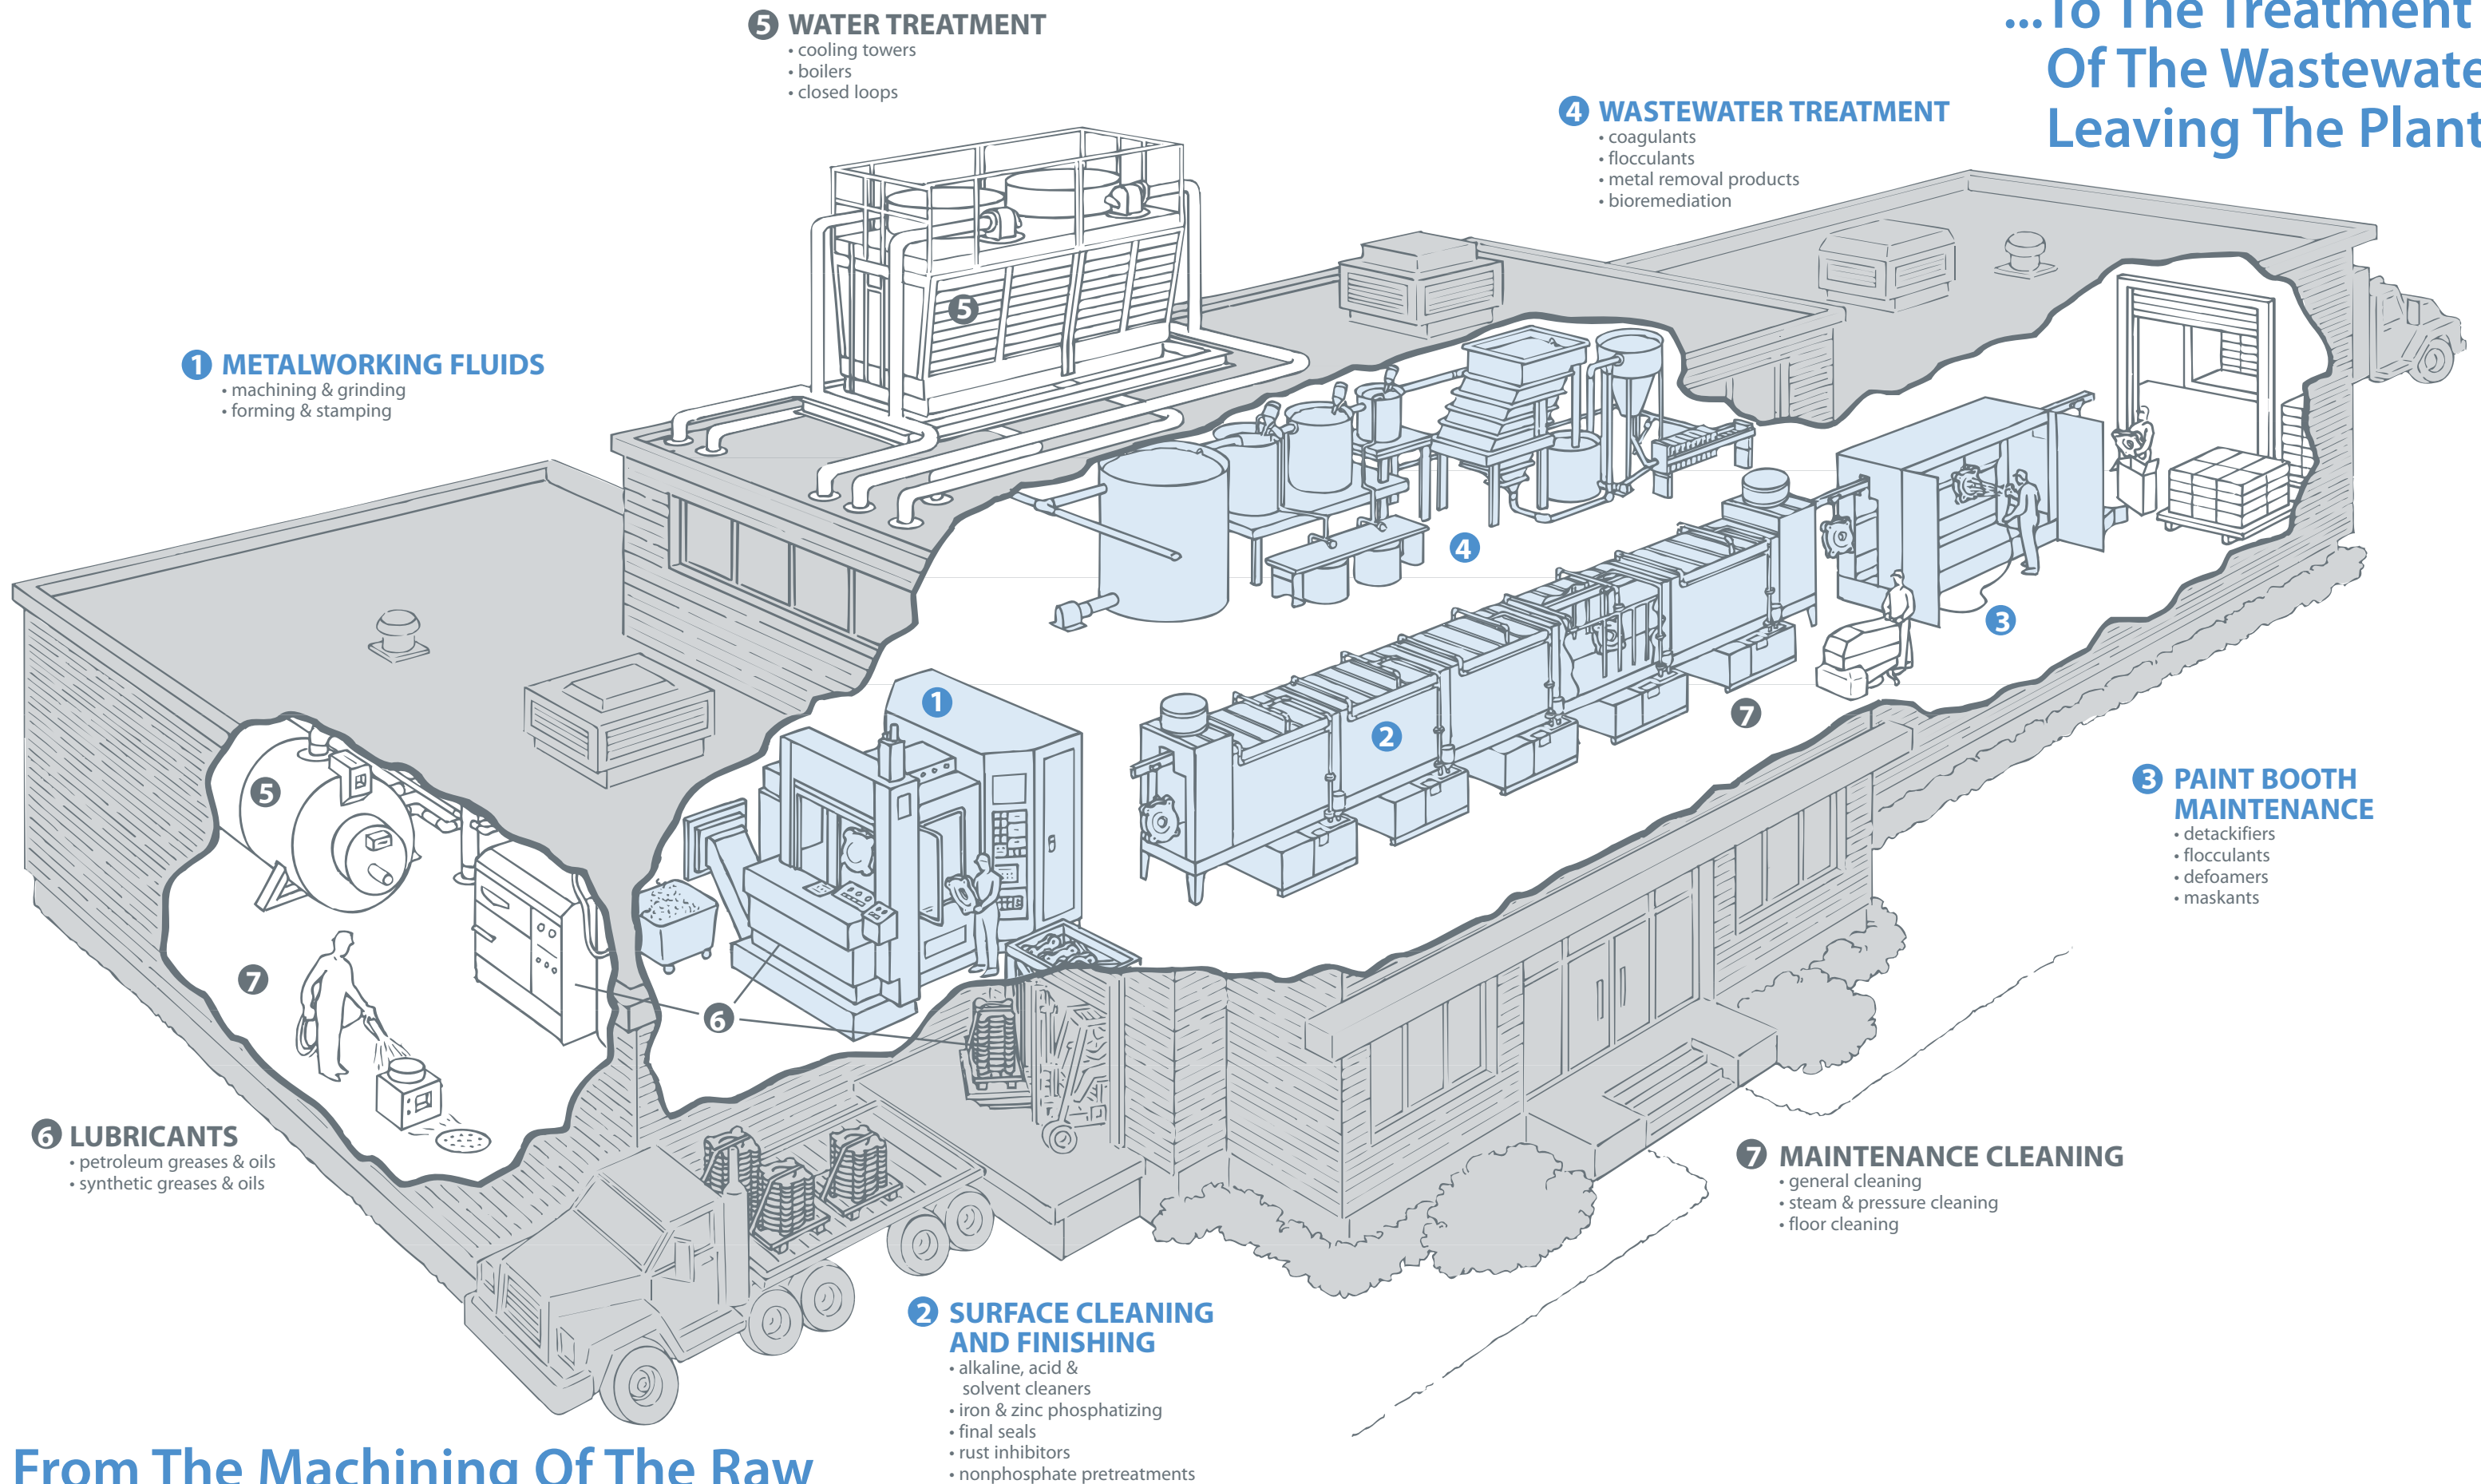 5 WATER TREATMENT
• cooling towers
• boilers
• closed loops
...To The Treatment
Of The Wastewate
Leaving The Plant
4 WASTEWATER TREATMENT
• coagulants
• flocculants
• metal removal products
• bioremediation
1 METALWORKING FLUIDS
• machining & grinding
• forming & stamping
5
4
3
1
2
7
5
7
6
3 PAINT BOOTH
MAINTENANCE
• detackifiers
• flocculants
• defoamers
• maskants
6 LUBRICANTS
• petroleum greases & oils
• synthetic greases & oils
7 MAINTENANCE CLEANING
• general cleaning
• steam & pressure cleaning
• floor cleaning
2 SURFACE CLEANING
AND FINISHING
• alkaline, acid &
solvent cleaners
• iron & zinc phosphatizing
• final seals
• rust inhibitors
• nonphosphate pretreatments
From The Machining Of The Raw